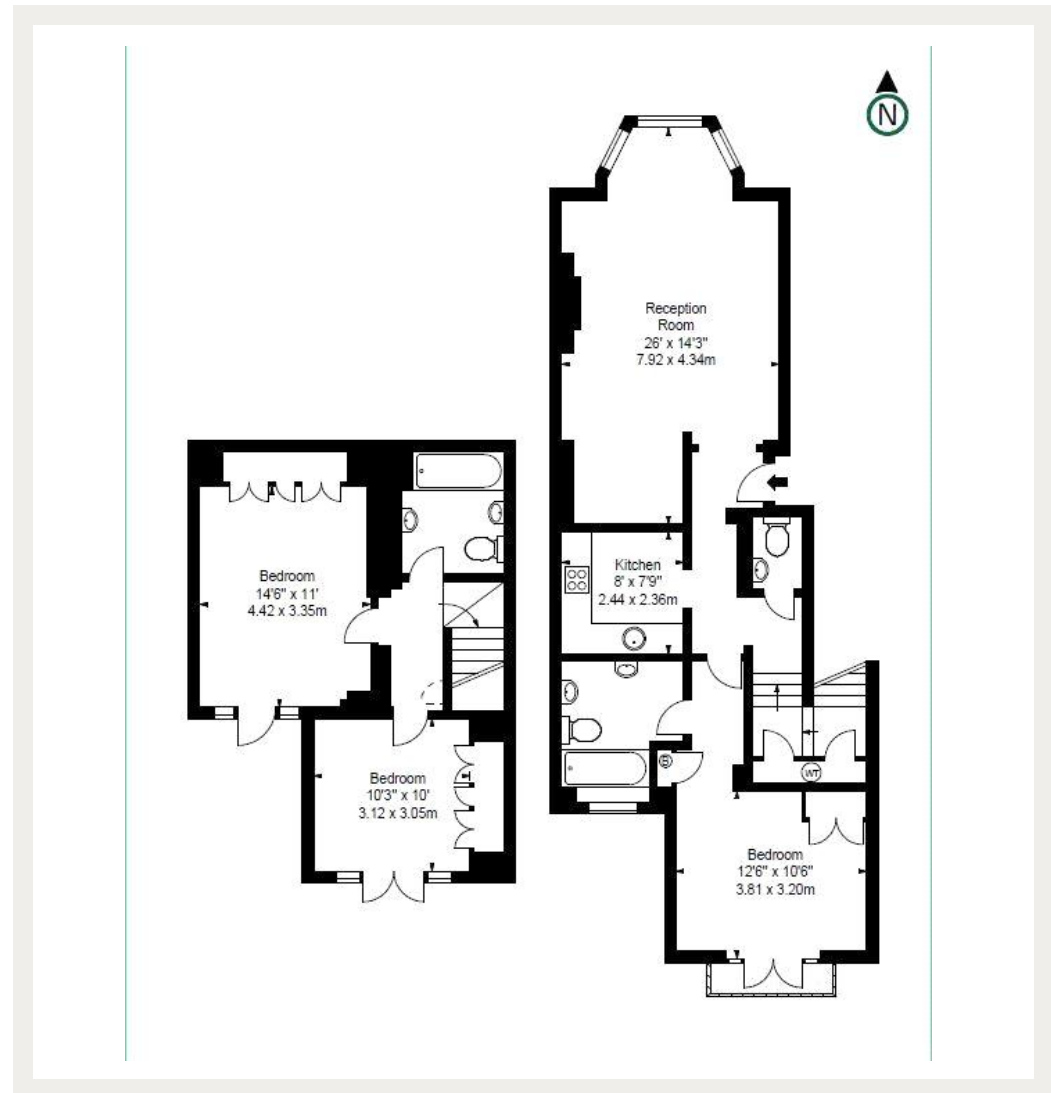 N
Reception
Room
26' x 14'3"
7.92 x 4.34m
Kitchen
8' x 7'9"
2.44 x 2.36m
Bedroom
14'6" x 11'
4.42 x 3.35m
B
Bedroom
10'3" x 10'
3.12 x 3.05m
WT
Bedroom
12'6" x 10'6"
3.81 x 3.20m